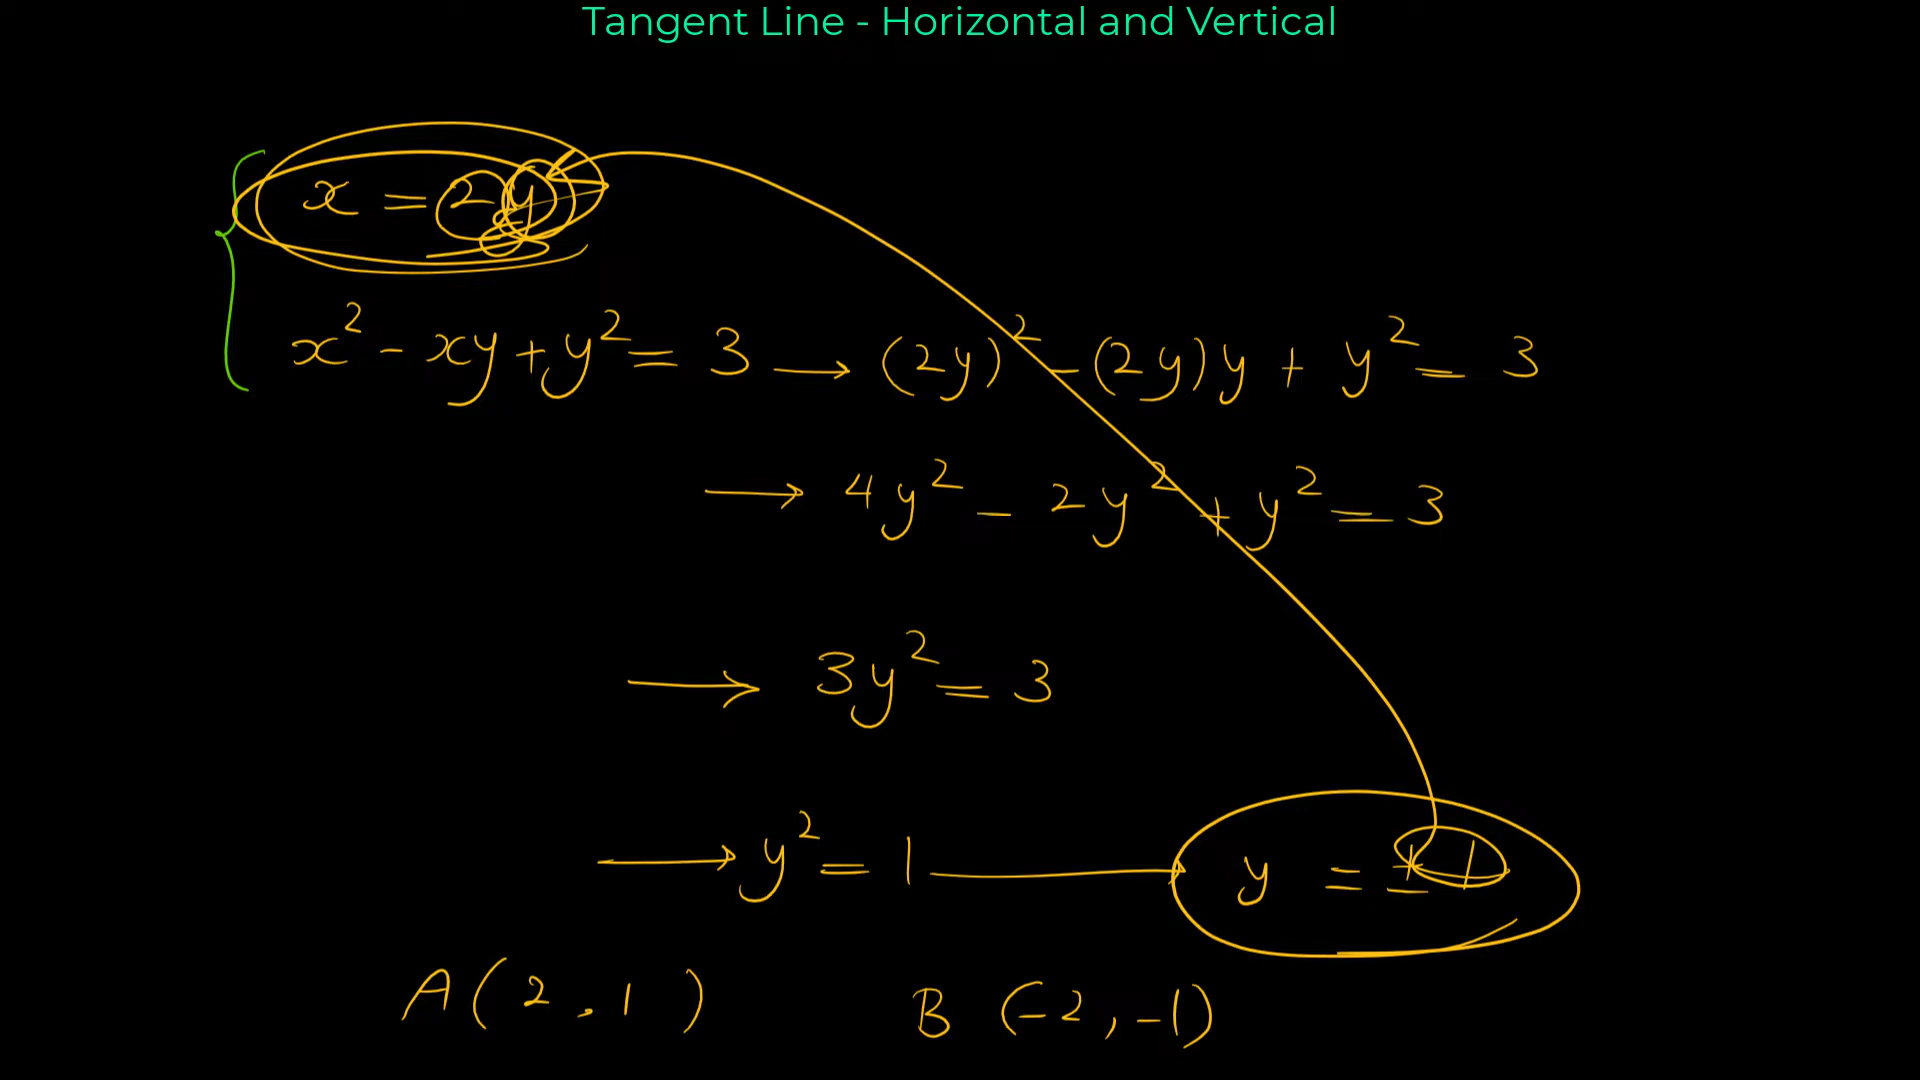 Tangent Line - Horizontal and Vertical
x = 2y
x² - xy + y² = 3 → (2y)² - (2y)y + y² = 3
→ 4y² - 2y² + y² = 3
→ 3y² = 3
→ y² = 1 → y = ± 1
A(2, 1) B(-2, -1)